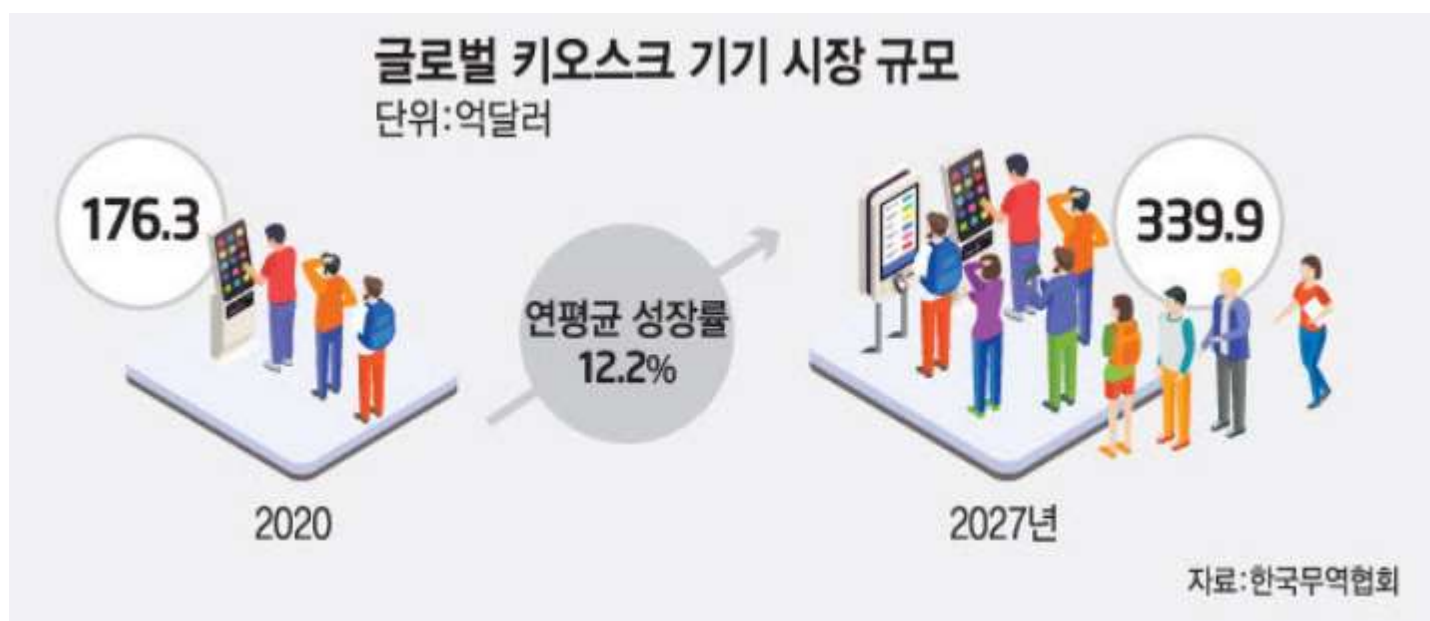 글로벌 키오스크 기기 시장 규모
단위:억달러
176.3
339.9
연평균 성장률
12.2%
2020
2027년
자료:한국무역협회